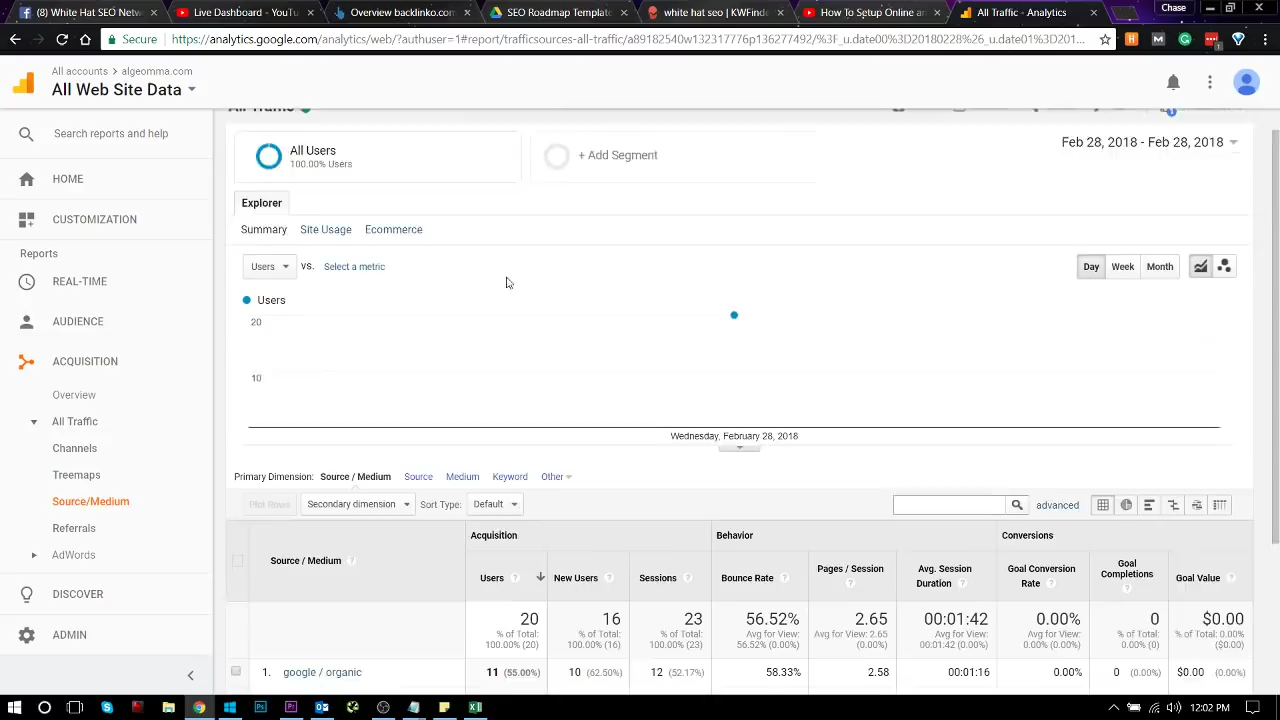 (8) White Hat SEO Netw
Live Dashboard - YouTu
Overview backlinko.com
SEO Roadmap Templat
white hat seo | KWFinde
How To Setup Online an
All Traffic - Analytics
Chase
Secure
https://analytics.google.com/analytics/web/?authuser=1#report/trafficsources-all-traffic/a89182540w132317776p136277492/%3F_u.date00%3D20180228%26_u.date01%3D201...
All accounts > algeomma.com
All Web Site Data
Search reports and help
HOME
CUSTOMIZATION
Reports
REAL-TIME
AUDIENCE
ACQUISITION
Overview
All Traffic
Channels
Treemaps
Source/Medium
Referrals
AdWords
DISCOVER
ADMIN
All Traffic
All Users
100.00% Users
+ Add Segment
Feb 28, 2018 - Feb 28, 2018
Explorer
Summary Site Usage Ecommerce
Users vs. Select a metric
Day Week Month
Users
20
10
Wednesday, February 28, 2018
Primary Dimension: Source / Medium Source Medium Keyword Other
Plot Rows Secondary dimension Sort Type: Default advanced
Acquisition Behavior Conversions
Source / Medium Users New Users Sessions Bounce Rate Pages / Session Avg. Session Duration Goal Conversion Rate Goal Completions Goal Value
20 16 23 56.52% 2.65 00:01:42 0.00% 0 $0.00
% of Total: % of Total: % of Total: Avg for View: Avg for View: 2.65 Avg for View: Avg for View: % of Total: % of Total: 0.00%
100.00% (20) 100.00% (16) 100.00% (23) 56.52% (0.00%) (0.00%) 00:01:42 (0.00%) 0.00% (0.00%) 0.00% (0) ($0.00)
1. google / organic 11 (55.00%) 10 (62.50%) 12 (52.17%) 58.33% 2.58 00:01:16 0.00% 0 (0.00%) $0.00 (0.00%)
12:02 PM